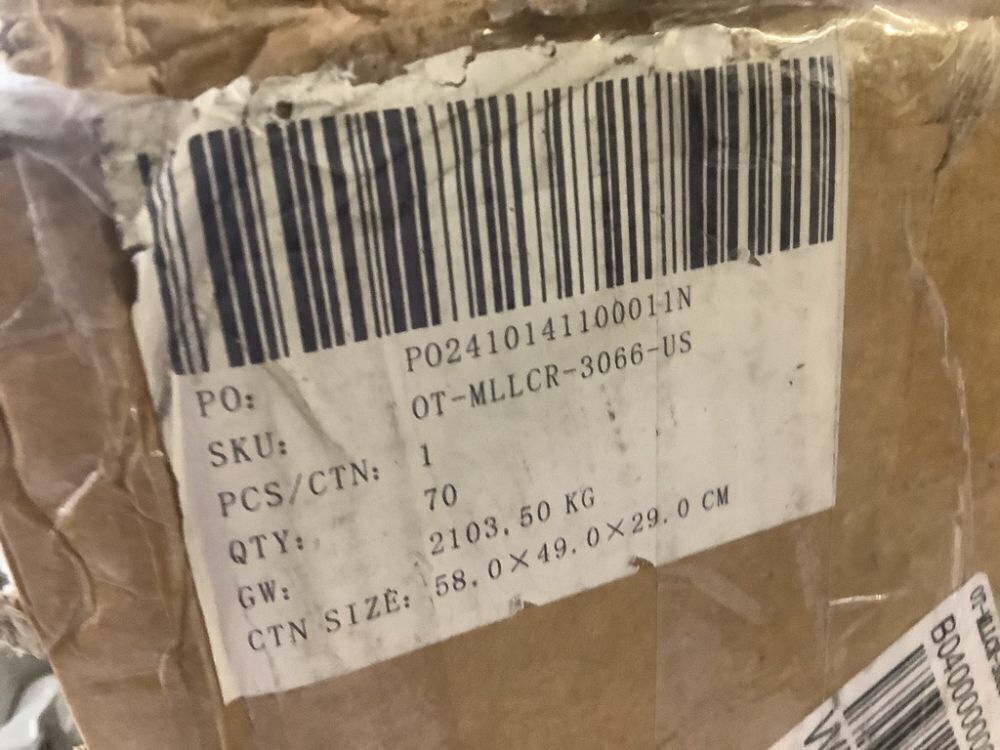 PO: PO24101411100011N
SKU: OT-MLLCR-3066-US
PCS/CTN: 1
QTY: 70
GW: 2103.50 KG
CTN SIZE: 58.0×49.0×29.0 CM